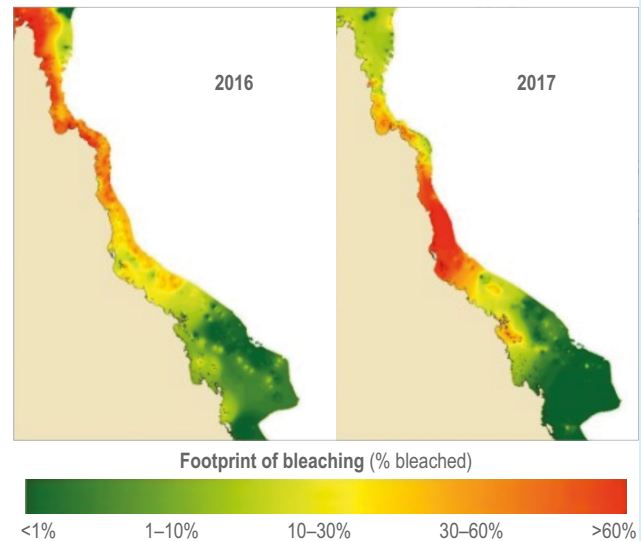 2016 2017
Footprint of bleaching (% bleached)
<1% 1–10% 10–30% 30–60% >60%